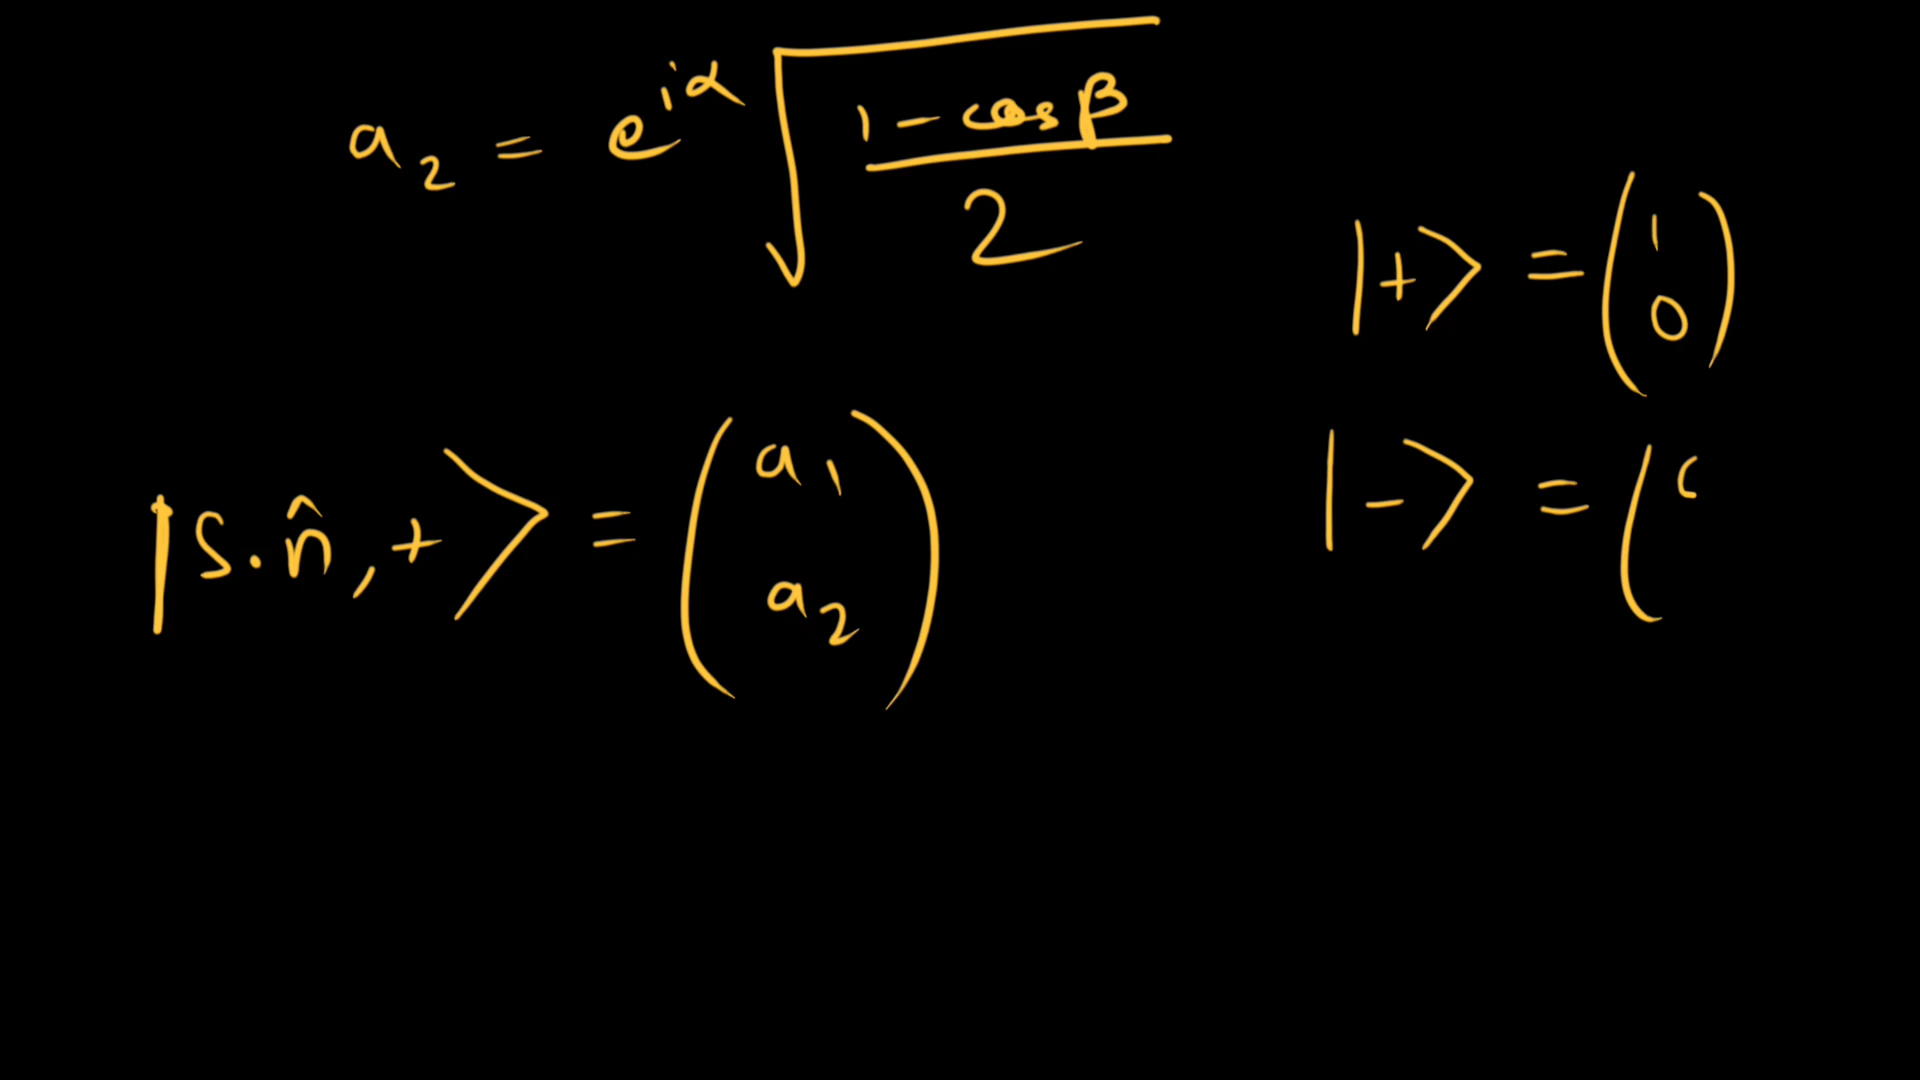 a₂ = e^{iα} √((1 - cos β)/2)
|+> = (1 0)
|S·n̂,+> = (a₁ a₂)
|-> = (